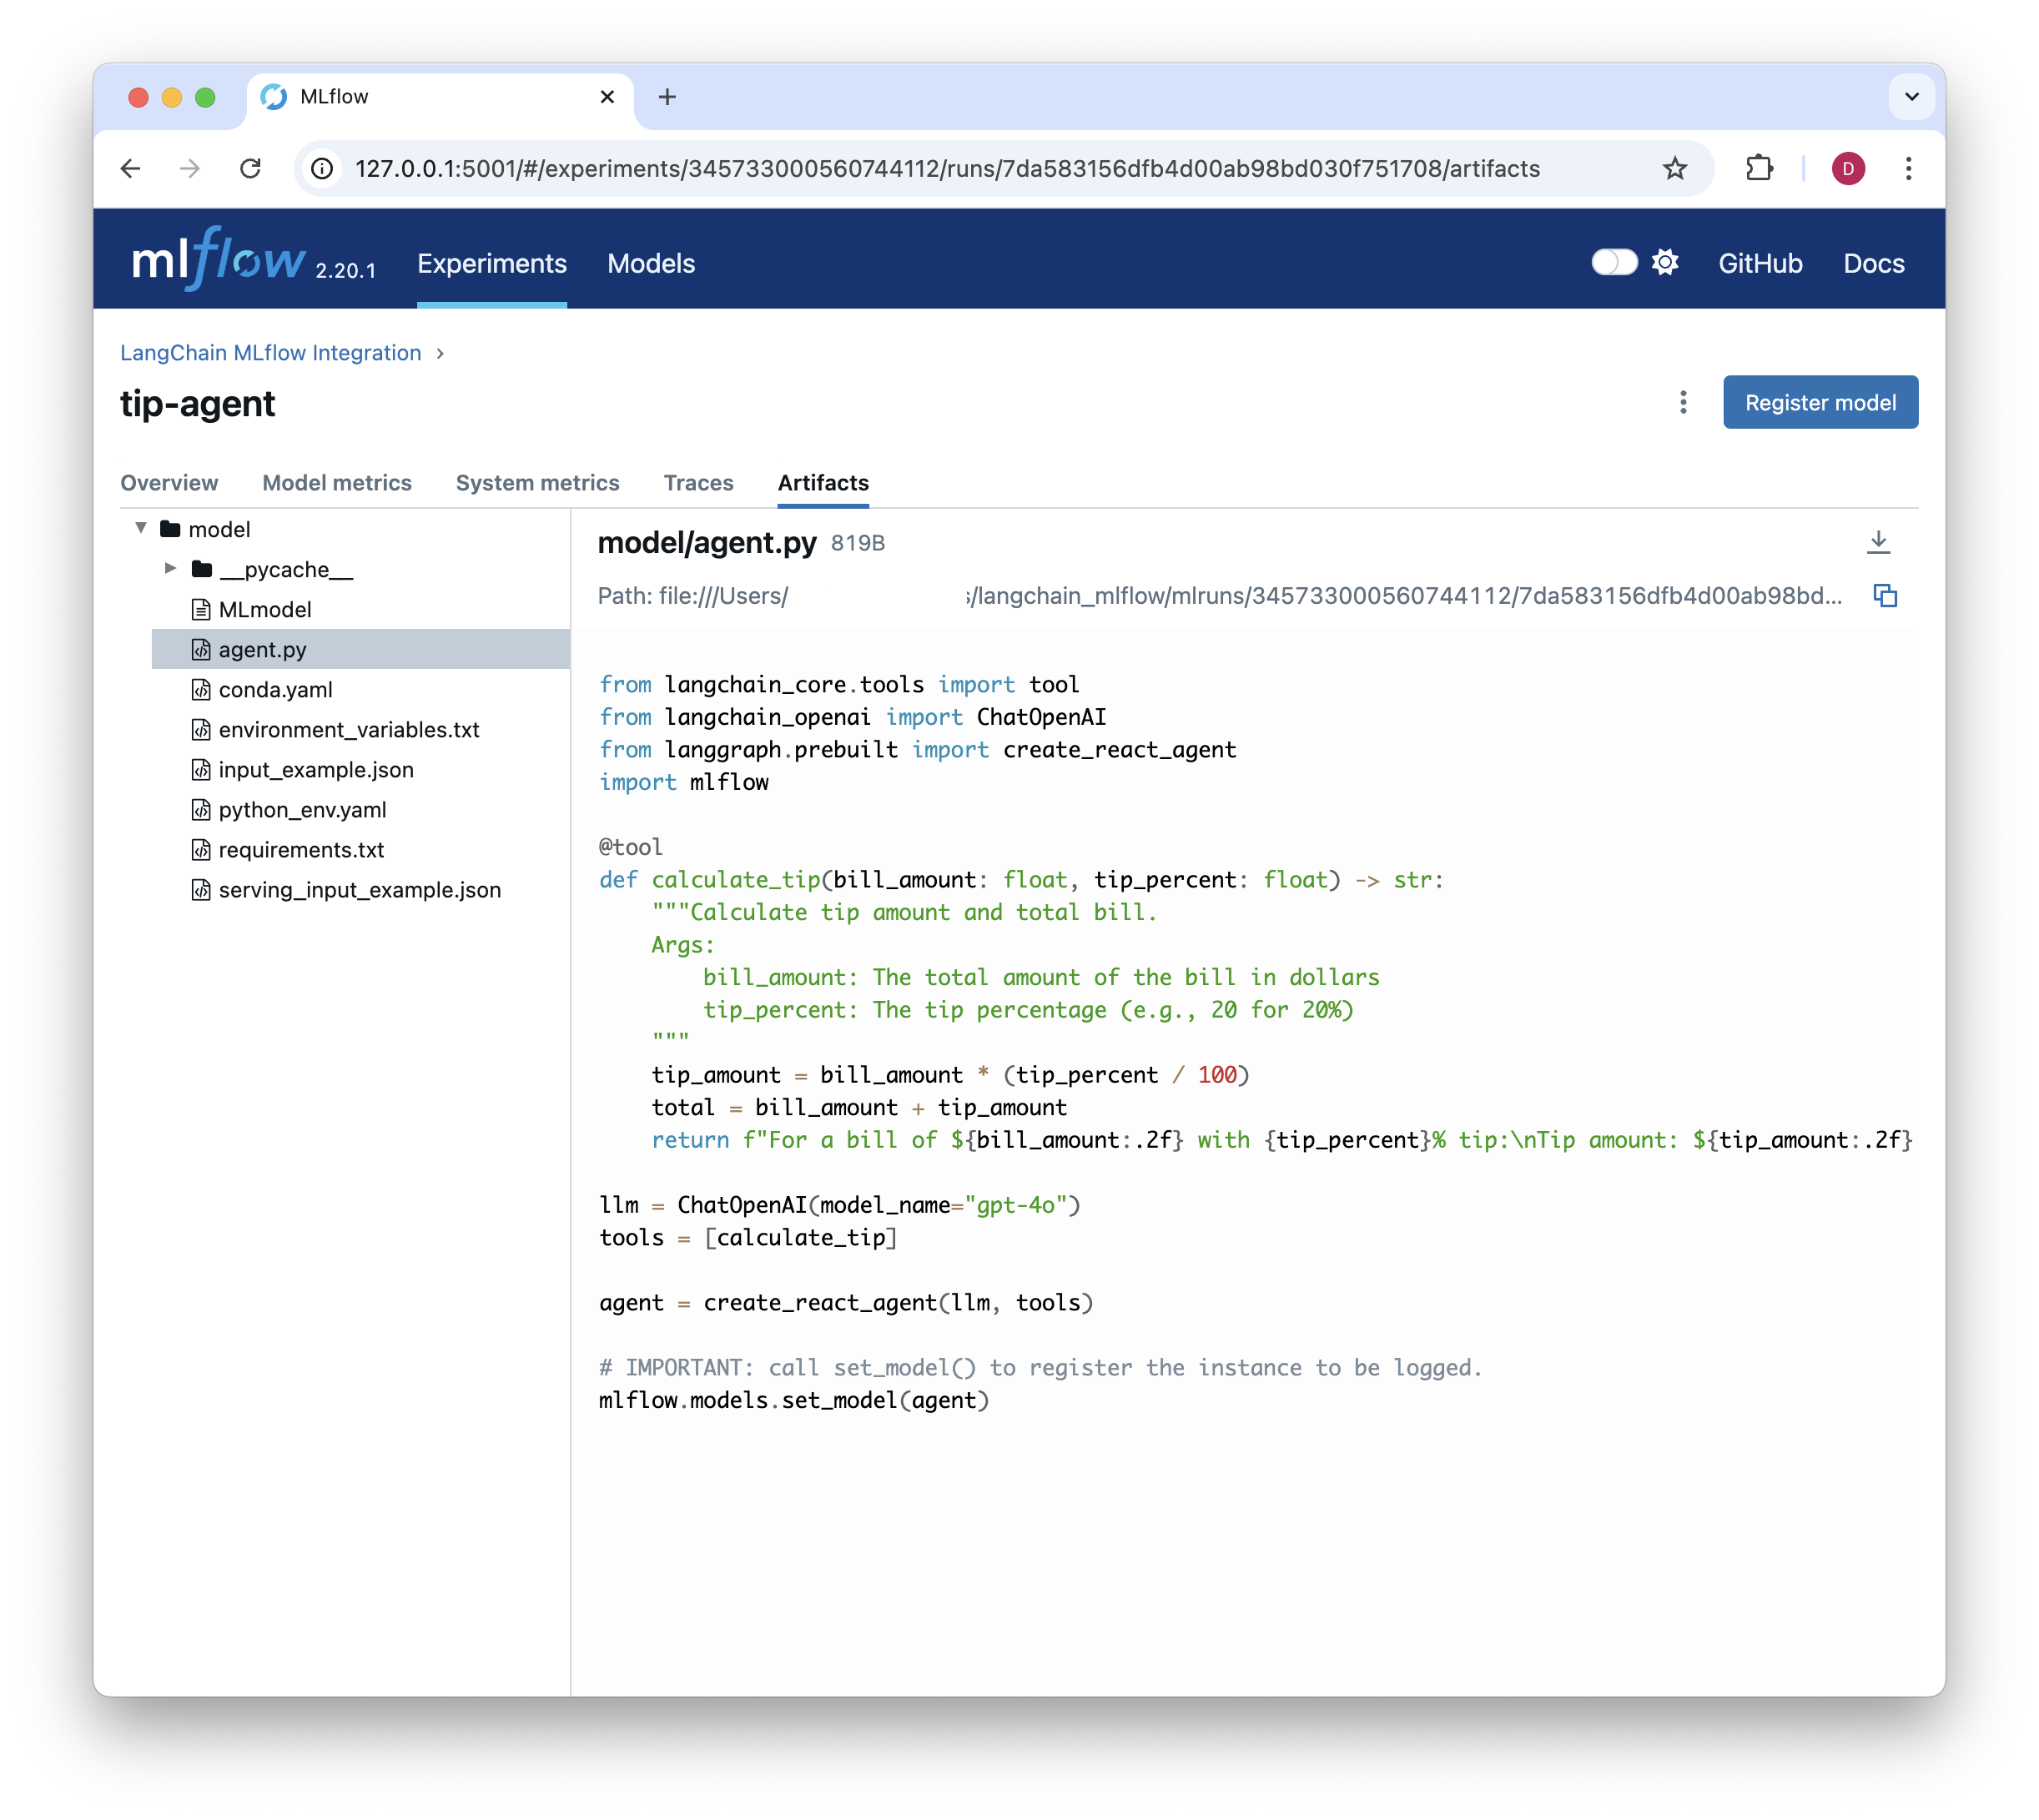 MLflow
127.0.0.1:5001/#/experiments/345733000560744112/runs/7da583156dfb4d00ab98bd030f751708/artifacts
D
mlflow 2.20.1 Experiments Models GitHub Docs
LangChain MLflow Integration
tip-agent
Register model
Overview Model metrics System metrics Traces Artifacts
model
__pycache__
MLmodel
agent.py
conda.yaml
environment_variables.txt
input_example.json
python_env.yaml
requirements.txt
serving_input_example.json
model/agent.py 819B
Path: file:///Users/ /langchain_mlflow/mlruns/345733000560744112/7da583156dfb4d00ab98bd...
from langchain_core.tools import tool
from langchain_openai import ChatOpenAI
from langgraph.prebuilt import create_react_agent
import mlflow
@tool
def calculate_tip(bill_amount: float, tip_percent: float) -> str:
    """Calculate tip amount and total bill.
    Args:
        bill_amount: The total amount of the bill in dollars
        tip_percent: The tip percentage (e.g., 20 for 20%)
    """
    tip_amount = bill_amount * (tip_percent / 100)
    total = bill_amount + tip_amount
    return f"For a bill of ${bill_amount:.2f} with {tip_percent}% tip:\nTip amount: ${tip_amount:.2f}
llm = ChatOpenAI(model_name="gpt-4o")
tools = [calculate_tip]
agent = create_react_agent(llm, tools)
# IMPORTANT: call set_model() to register the instance to be logged.
mlflow.models.set_model(agent)